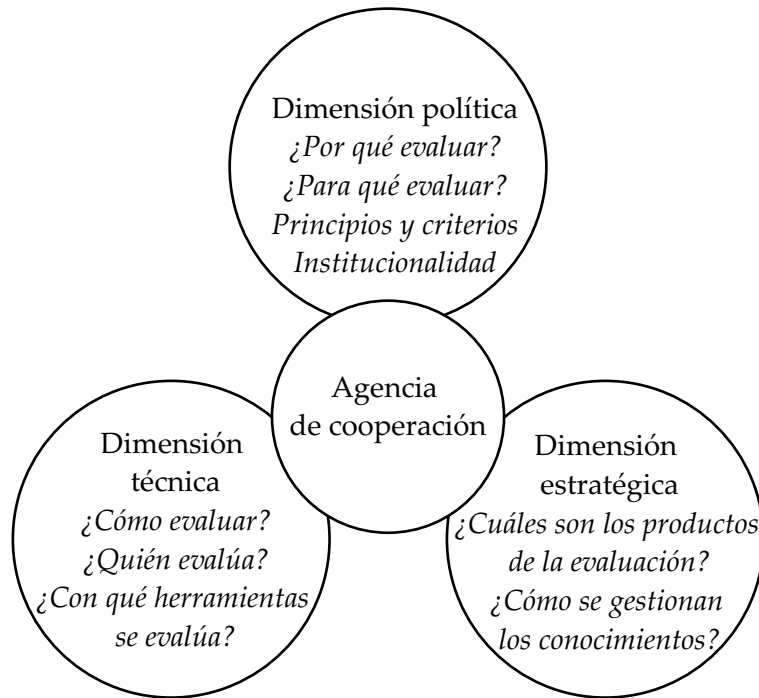 Dimensión política
¿Por qué evaluar?
¿Para qué evaluar?
Principios y criterios
Institucionalidad
Agencia
de cooperación
Dimensión
técnica
¿Cómo evaluar?
¿Quién evalúa?
¿Con qué herramientas
se evalúa?
Dimensión
estratégica
¿Cuáles son los productos
de la evaluación?
¿Cómo se gestionan
los conocimientos?